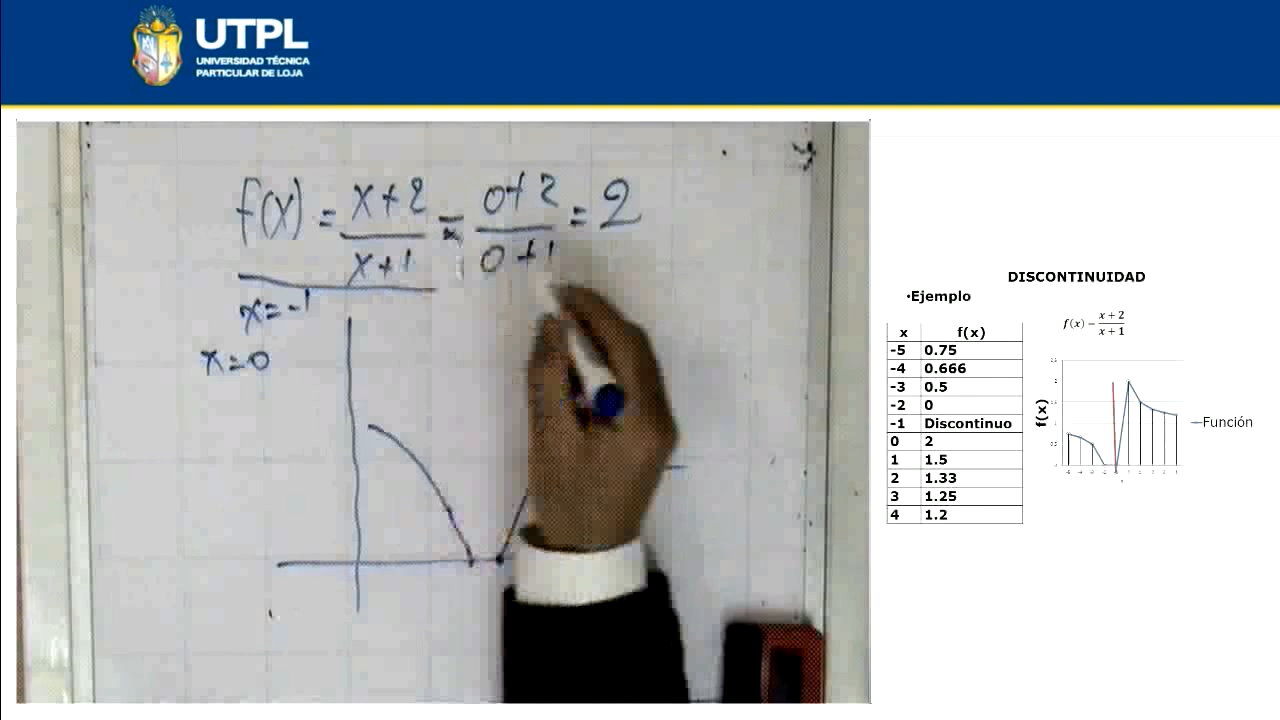 UTPL
UNIVERSIDAD TÉCNICA
PARTICULAR DE LOJA
f(x) = x+2 / x+1 = 0+2 / 0+1 = 2
x=-1
x=0
DISCONTINUIDAD
•Ejemplo
f(x) = x + 2 / x + 1
x f(x)
-5 0.75
-4 0.666
-3 0.5
-2 0
-1 Discontinuo
0 2
1 1.5
2 1.33
3 1.25
4 1.2
f(x)
Función